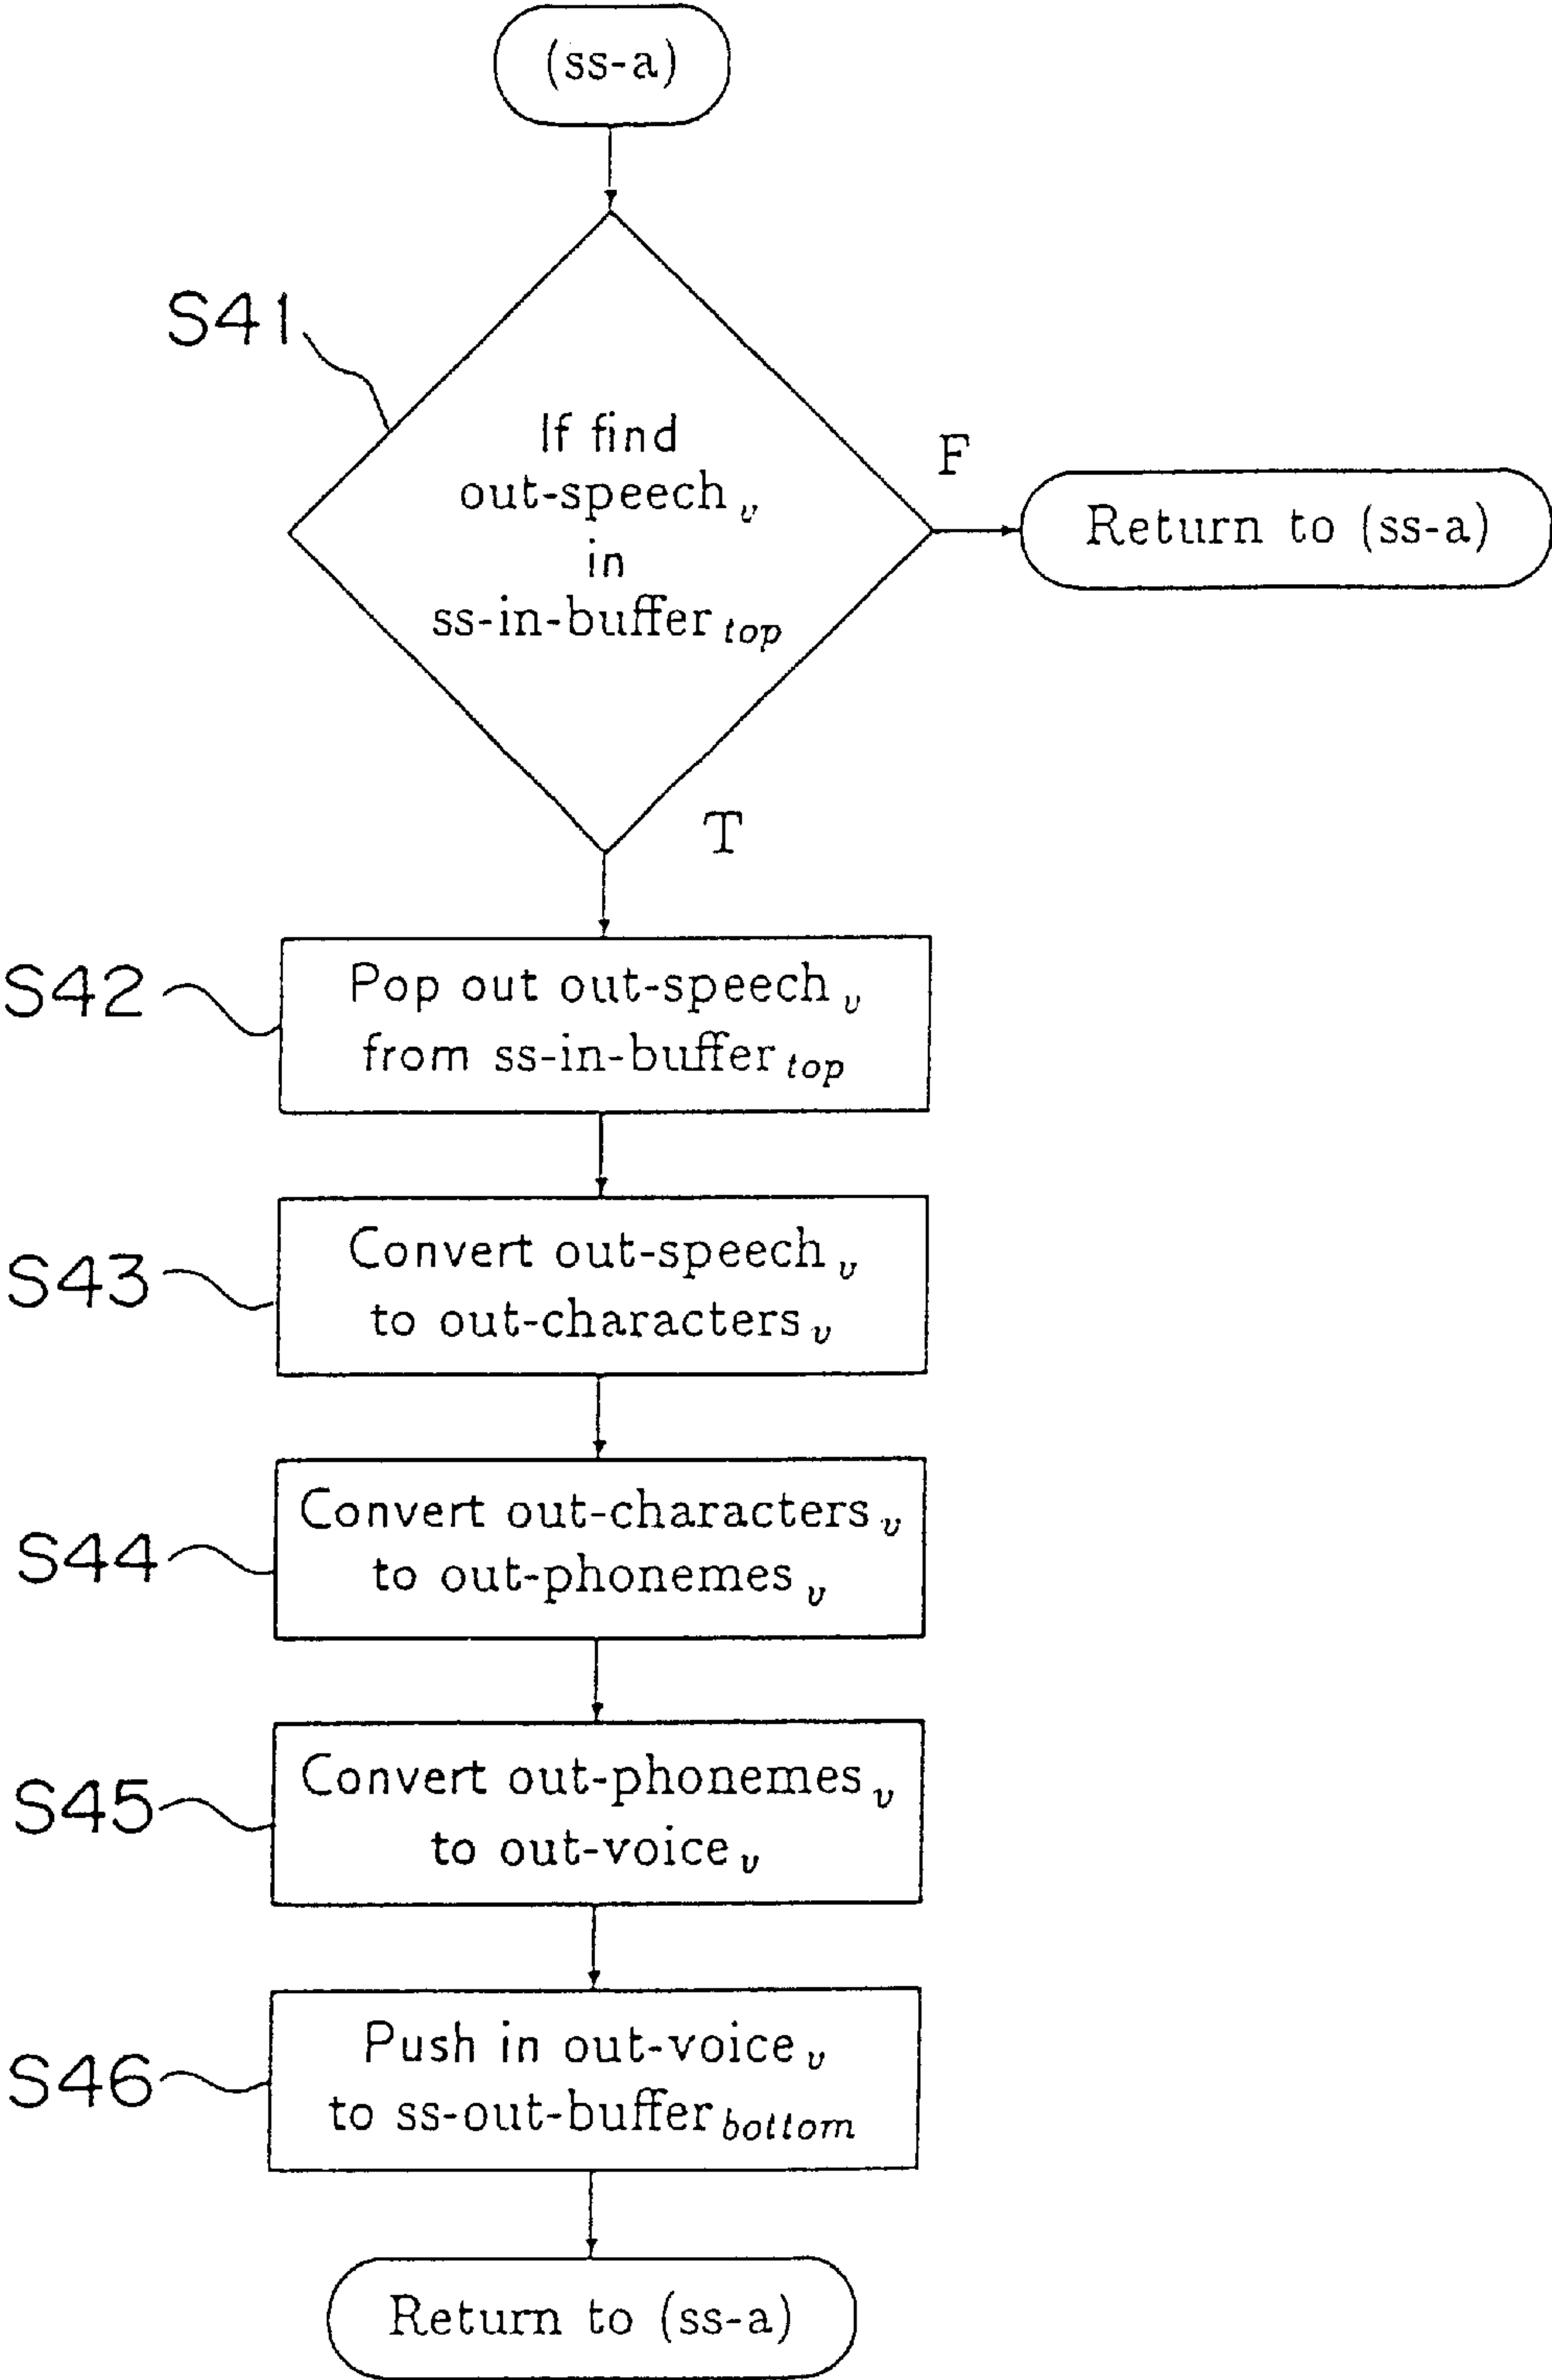 (ss-a)
S41
If find
out-speech v
in
ss-in-buffer top
F
Return to (ss-a)
T
S42
Pop out out-speech v
from ss-in-buffer top
S43
Convert out-speech v
to out-characters v
S44
Convert out-characters v
to out-phonemes v
S45
Convert out-phonemes v
to out-voice v
S46
Push in out-voice v
to ss-out-buffer bottom
Return to (ss-a)